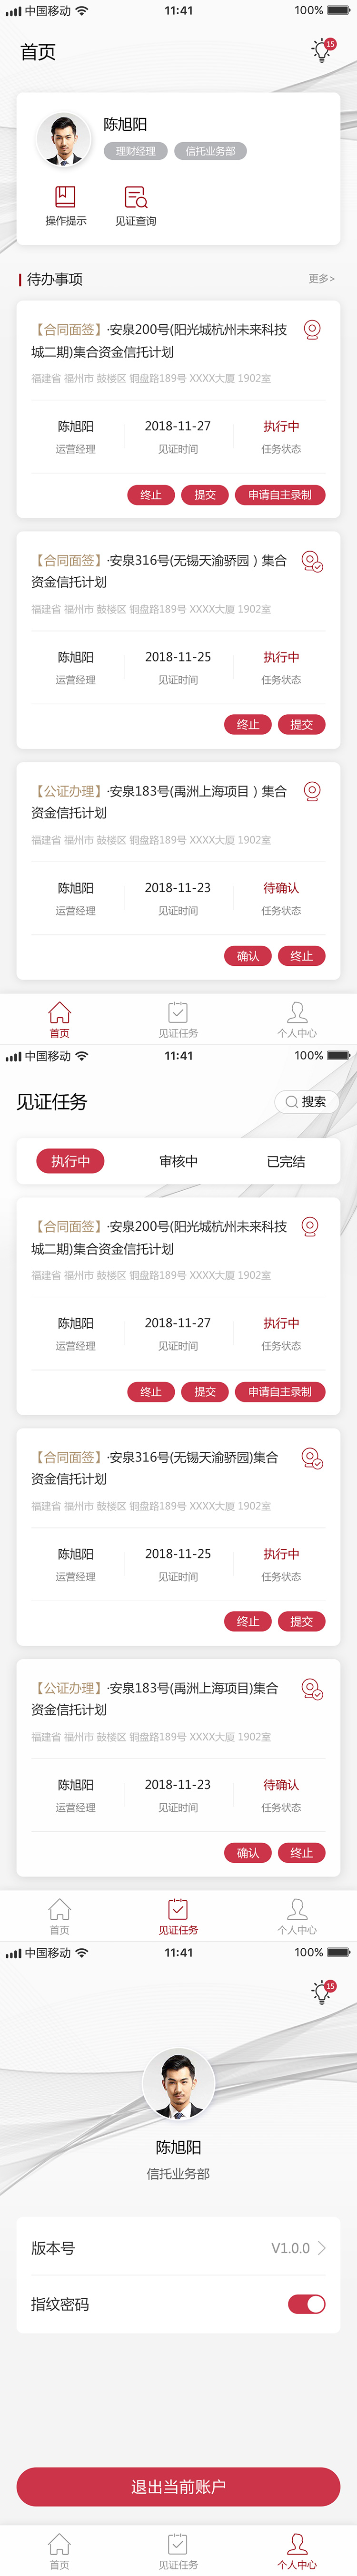 中国移动 11:41 100%
首页 15
陈旭阳
理财经理 信托业务部
操作提示 见证查询
待办事项 更多>
【合同面签】·安泉200号(阳光城杭州未来科技
城二期)集合资金信托计划
福建省 福州市 鼓楼区 铜盘路189号 XXXX大厦 1902室
陈旭阳 2018-11-27 执行中
运营经理 见证时间 任务状态
终止 提交 申请自主录制
【合同面签】·安泉316号(无锡天渝骄园）集合
资金信托计划
福建省 福州市 鼓楼区 铜盘路189号 XXXX大厦 1902室
陈旭阳 2018-11-25 执行中
运营经理 见证时间 任务状态
终止 提交
【公证办理】·安泉183号(禹洲上海项目）集合
资金信托计划
福建省 福州市 鼓楼区 铜盘路189号 XXXX大厦 1902室
陈旭阳 2018-11-23 待确认
运营经理 见证时间 任务状态
确认 终止
首页 见证任务 个人中心
中国移动 11:41 100%
见证任务 搜索
执行中 审核中 已完结
【合同面签】·安泉200号(阳光城杭州未来科技
城二期)集合资金信托计划
福建省 福州市 鼓楼区 铜盘路189号 XXXX大厦 1902室
陈旭阳 2018-11-27 执行中
运营经理 见证时间 任务状态
终止 提交 申请自主录制
【合同面签】·安泉316号(无锡天渝骄园)集合
资金信托计划
福建省 福州市 鼓楼区 铜盘路189号 XXXX大厦 1902室
陈旭阳 2018-11-25 执行中
运营经理 见证时间 任务状态
终止 提交
【公证办理】·安泉183号(禹洲上海项目)集合
资金信托计划
福建省 福州市 鼓楼区 铜盘路189号 XXXX大厦 1902室
陈旭阳 2018-11-23 待确认
运营经理 见证时间 任务状态
确认 终止
首页 见证任务 个人中心
中国移动 11:41 100%
15
陈旭阳
信托业务部
版本号 V1.0.0
指纹密码
退出当前账户
首页 见证任务 个人中心